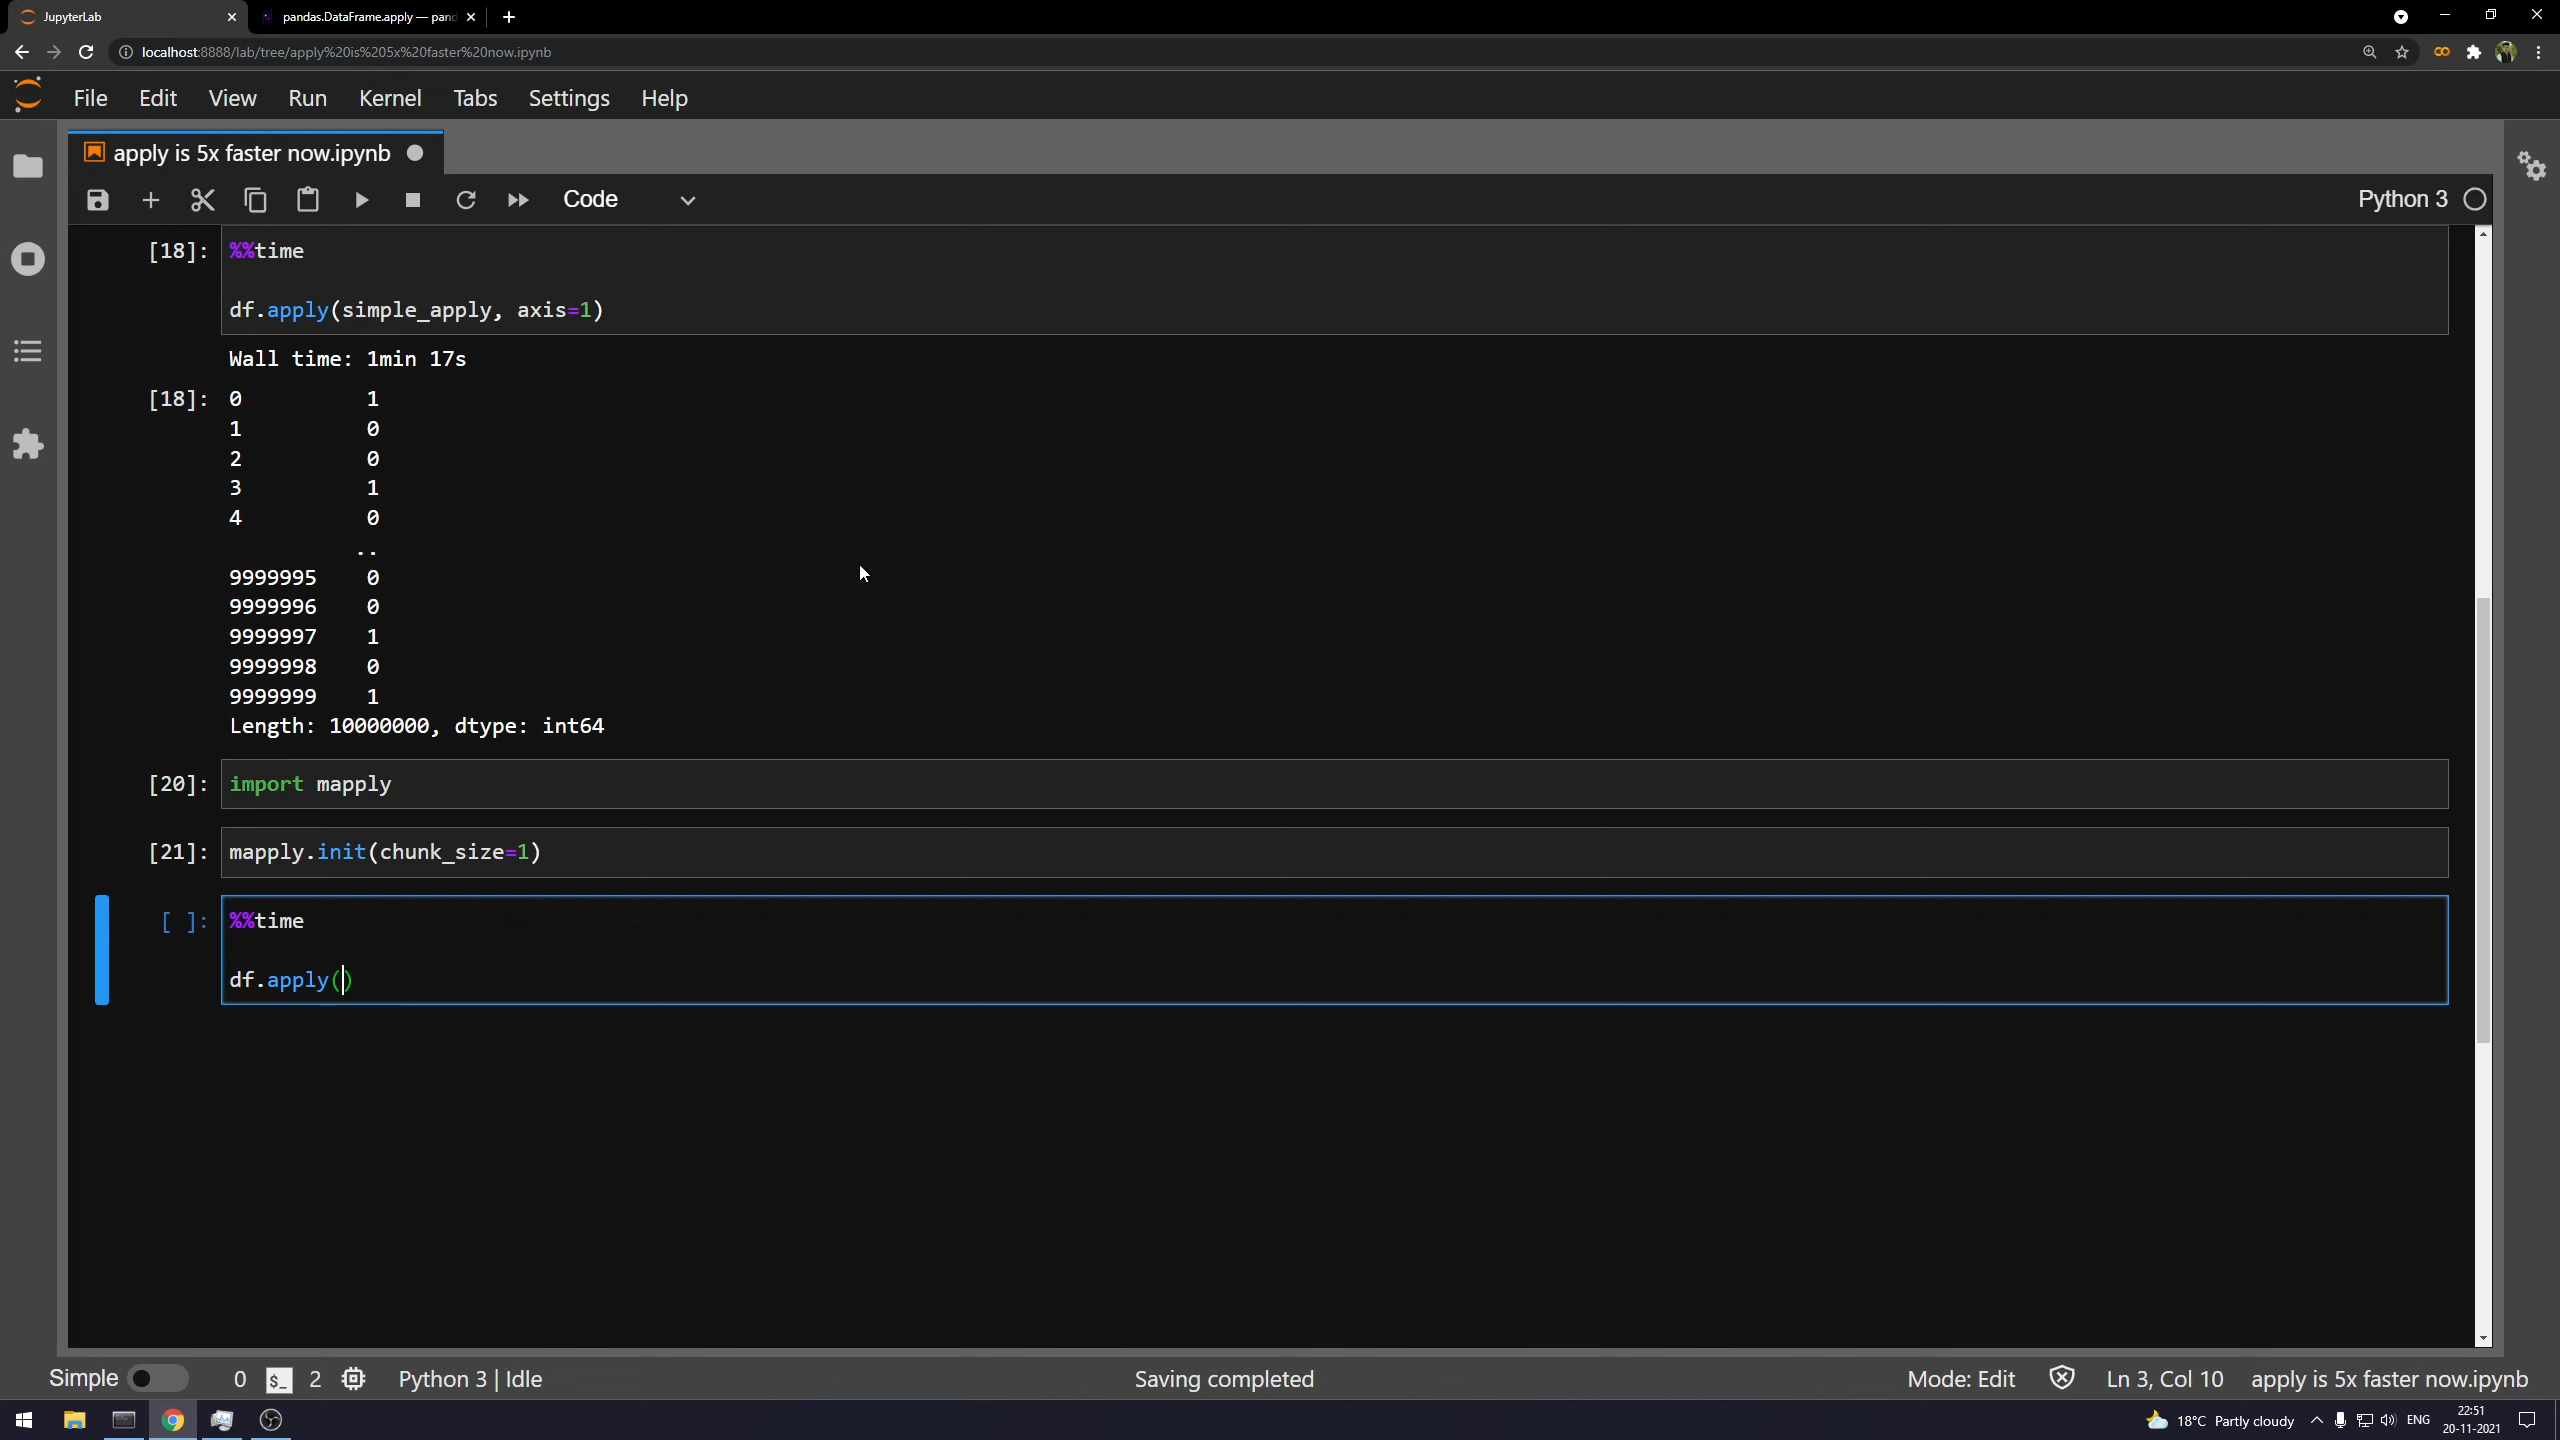 JupyterLab
pandas.DataFrame.apply — pand
localhost:8888/lab/tree/apply%20is%205x%20faster%20now.ipynb
File Edit View Run Kernel Tabs Settings Help
apply is 5x faster now.ipynb
Code
Python 3
[18]: %%time
df.apply(simple_apply, axis=1)
Wall time: 1min 17s
[18]: 0 1
1 0
2 0
3 1
4 0
..
9999995 0
9999996 0
9999997 1
9999998 0
9999999 1
Length: 10000000, dtype: int64
[20]: import mapply
[21]: mapply.init(chunk_size=1)
[ ]: %%time
df.apply()
Simple 0 $_ 2 Python 3 | Idle Saving completed Mode: Edit Ln 3, Col 10 apply is 5x faster now.ipynb
18°C Partly cloudy ENG
22:51
20-11-2021